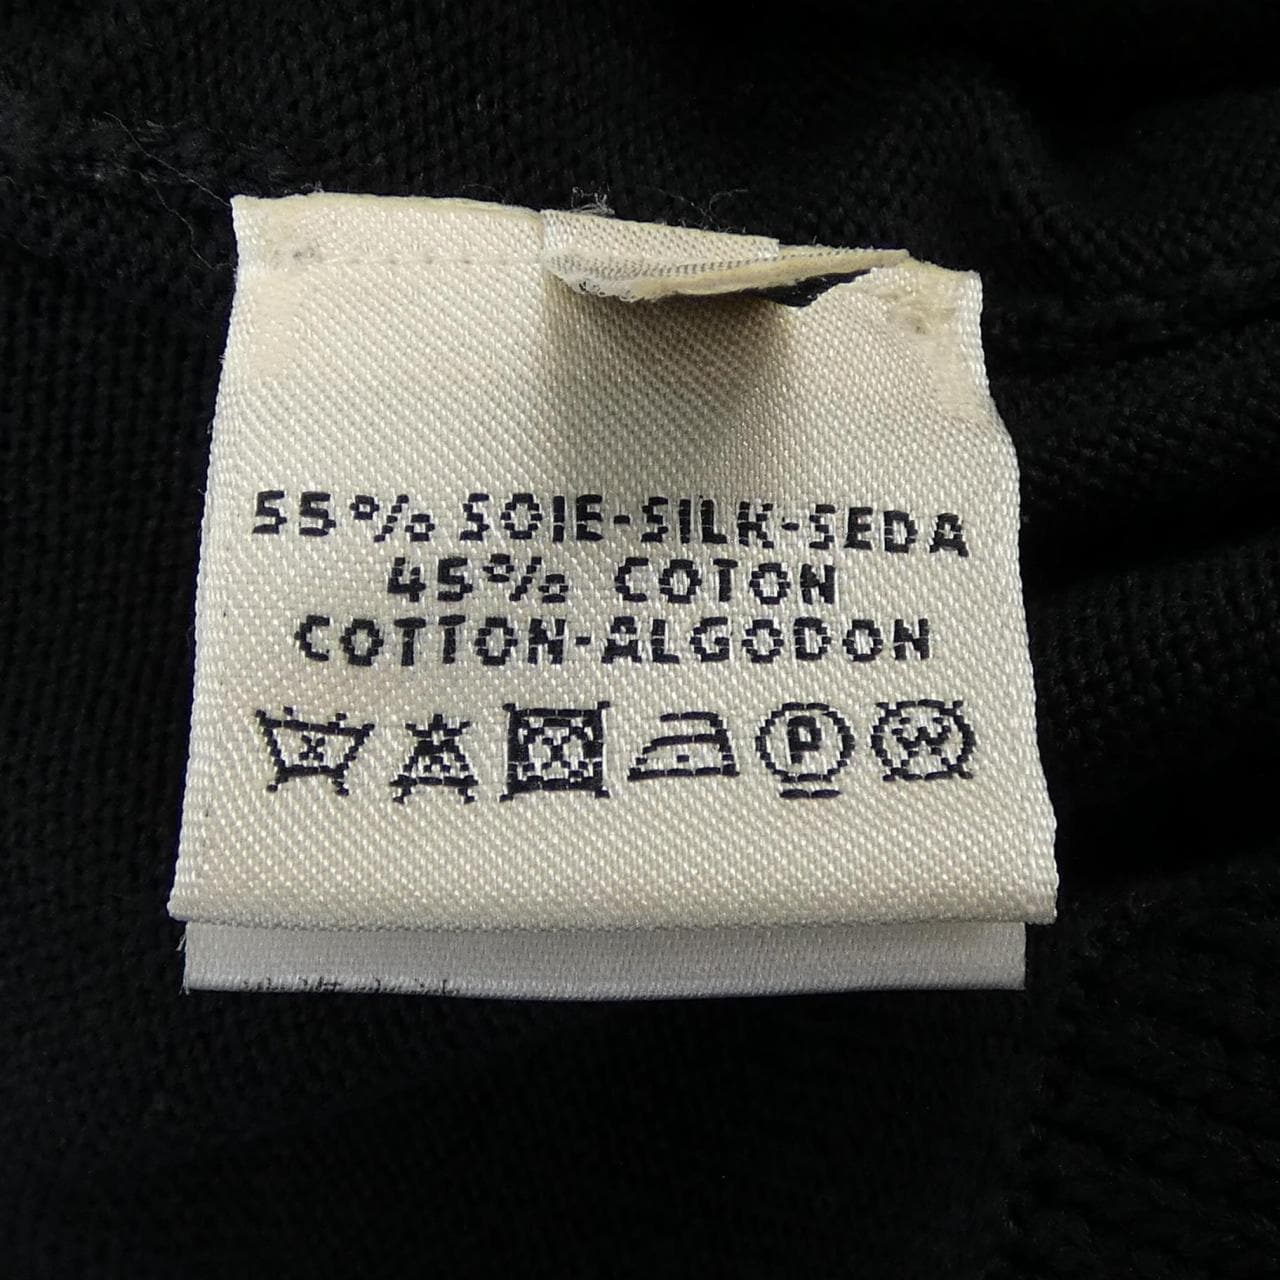 55% SOIE-SILK-SEDA
45% COTON
COTTON-ALGODON
P W